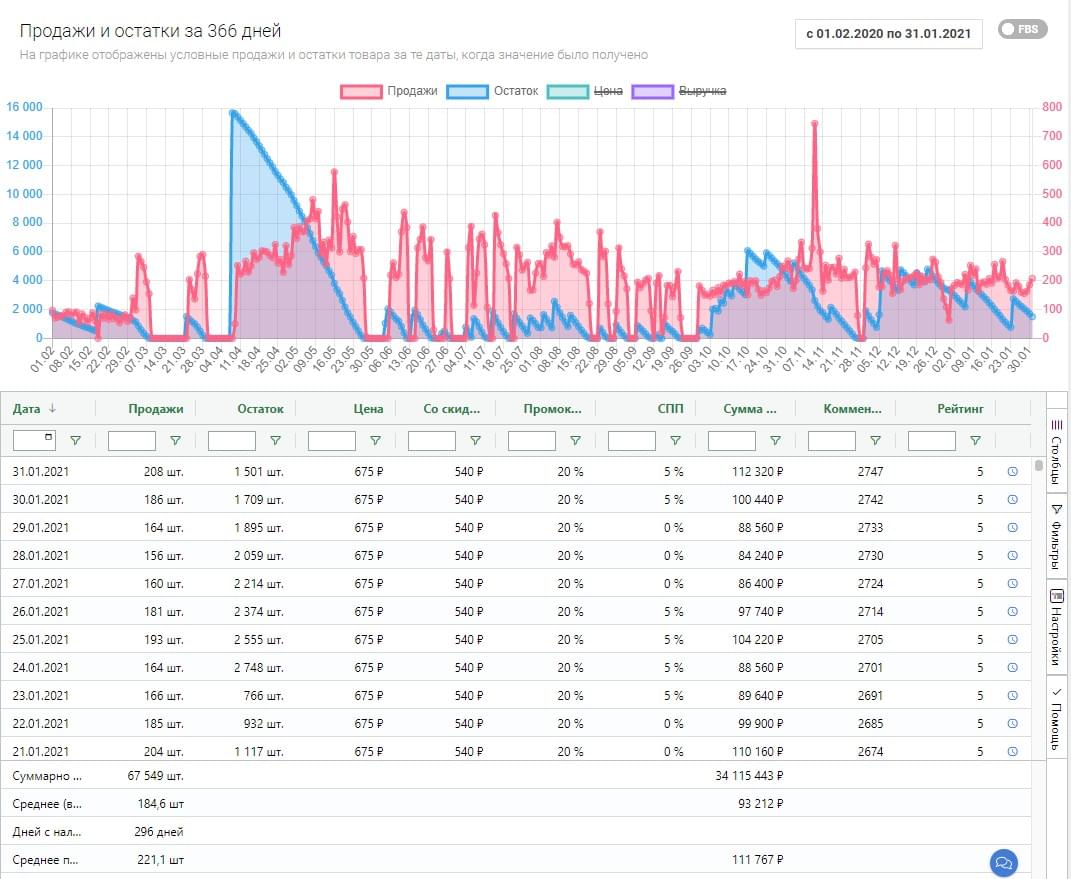 Продажи и остатки за 366 дней
с 01.02.2020 по 31.01.2021
FBS
На графике отображены условные продажи и остатки товара за те даты, когда значение было получено
Продажи Остаток Цена Выручка
16 000 800
14 000 700
12 000 600
10 000 500
8 000 400
6 000 300
4 000 200
2 000 100
0 0
01.02 08.02 15.02 22.02 29.02 07.03 14.03 21.03 28.03 04.04 11.04 18.04 25.04 02.05 09.05 16.05 23.05 30.05 06.06 13.06 20.06 27.06 04.07 11.07 18.07 25.07 01.08 08.08 15.08 22.08 29.08 05.09 12.09 19.09 26.09 03.10 10.10 17.10 24.10 31.10 07.11 14.11 21.11 28.11 05.12 12.12 19.12 26.12 02.01 09.01 16.01 23.01 30.01
Дата Продажи Остаток Цена Со скид... Промок... СПП Сумма ... Коммен... Рейтинг
31.01.2021 208 шт. 1 501 шт. 675 ₽ 540 ₽ 20 % 5 % 112 320 ₽ 2747 5
30.01.2021 186 шт. 1 709 шт. 675 ₽ 540 ₽ 20 % 5 % 100 440 ₽ 2742 5
29.01.2021 164 шт. 1 895 шт. 675 ₽ 540 ₽ 20 % 0 % 88 560 ₽ 2733 5
28.01.2021 156 шт. 2 059 шт. 675 ₽ 540 ₽ 20 % 0 % 84 240 ₽ 2730 5
27.01.2021 160 шт. 2 214 шт. 675 ₽ 540 ₽ 20 % 0 % 86 400 ₽ 2724 5
26.01.2021 181 шт. 2 374 шт. 675 ₽ 540 ₽ 20 % 5 % 97 740 ₽ 2714 5
25.01.2021 193 шт. 2 555 шт. 675 ₽ 540 ₽ 20 % 5 % 104 220 ₽ 2705 5
24.01.2021 164 шт. 2 748 шт. 675 ₽ 540 ₽ 20 % 5 % 88 560 ₽ 2701 5
23.01.2021 166 шт. 766 шт. 675 ₽ 540 ₽ 20 % 5 % 89 640 ₽ 2691 5
22.01.2021 185 шт. 932 шт. 675 ₽ 540 ₽ 20 % 0 % 99 900 ₽ 2685 5
21.01.2021 204 шт. 1 117 шт. 675 ₽ 540 ₽ 20 % 0 % 110 160 ₽ 2674 5
Суммарно ... 67 549 шт. 34 115 443 ₽
Среднее (в... 184,6 шт 93 212 ₽
Дней с нал... 296 дней
Среднее п... 221,1 шт 111 767 ₽
Столбцы
Фильтры
Настройки
Помощь